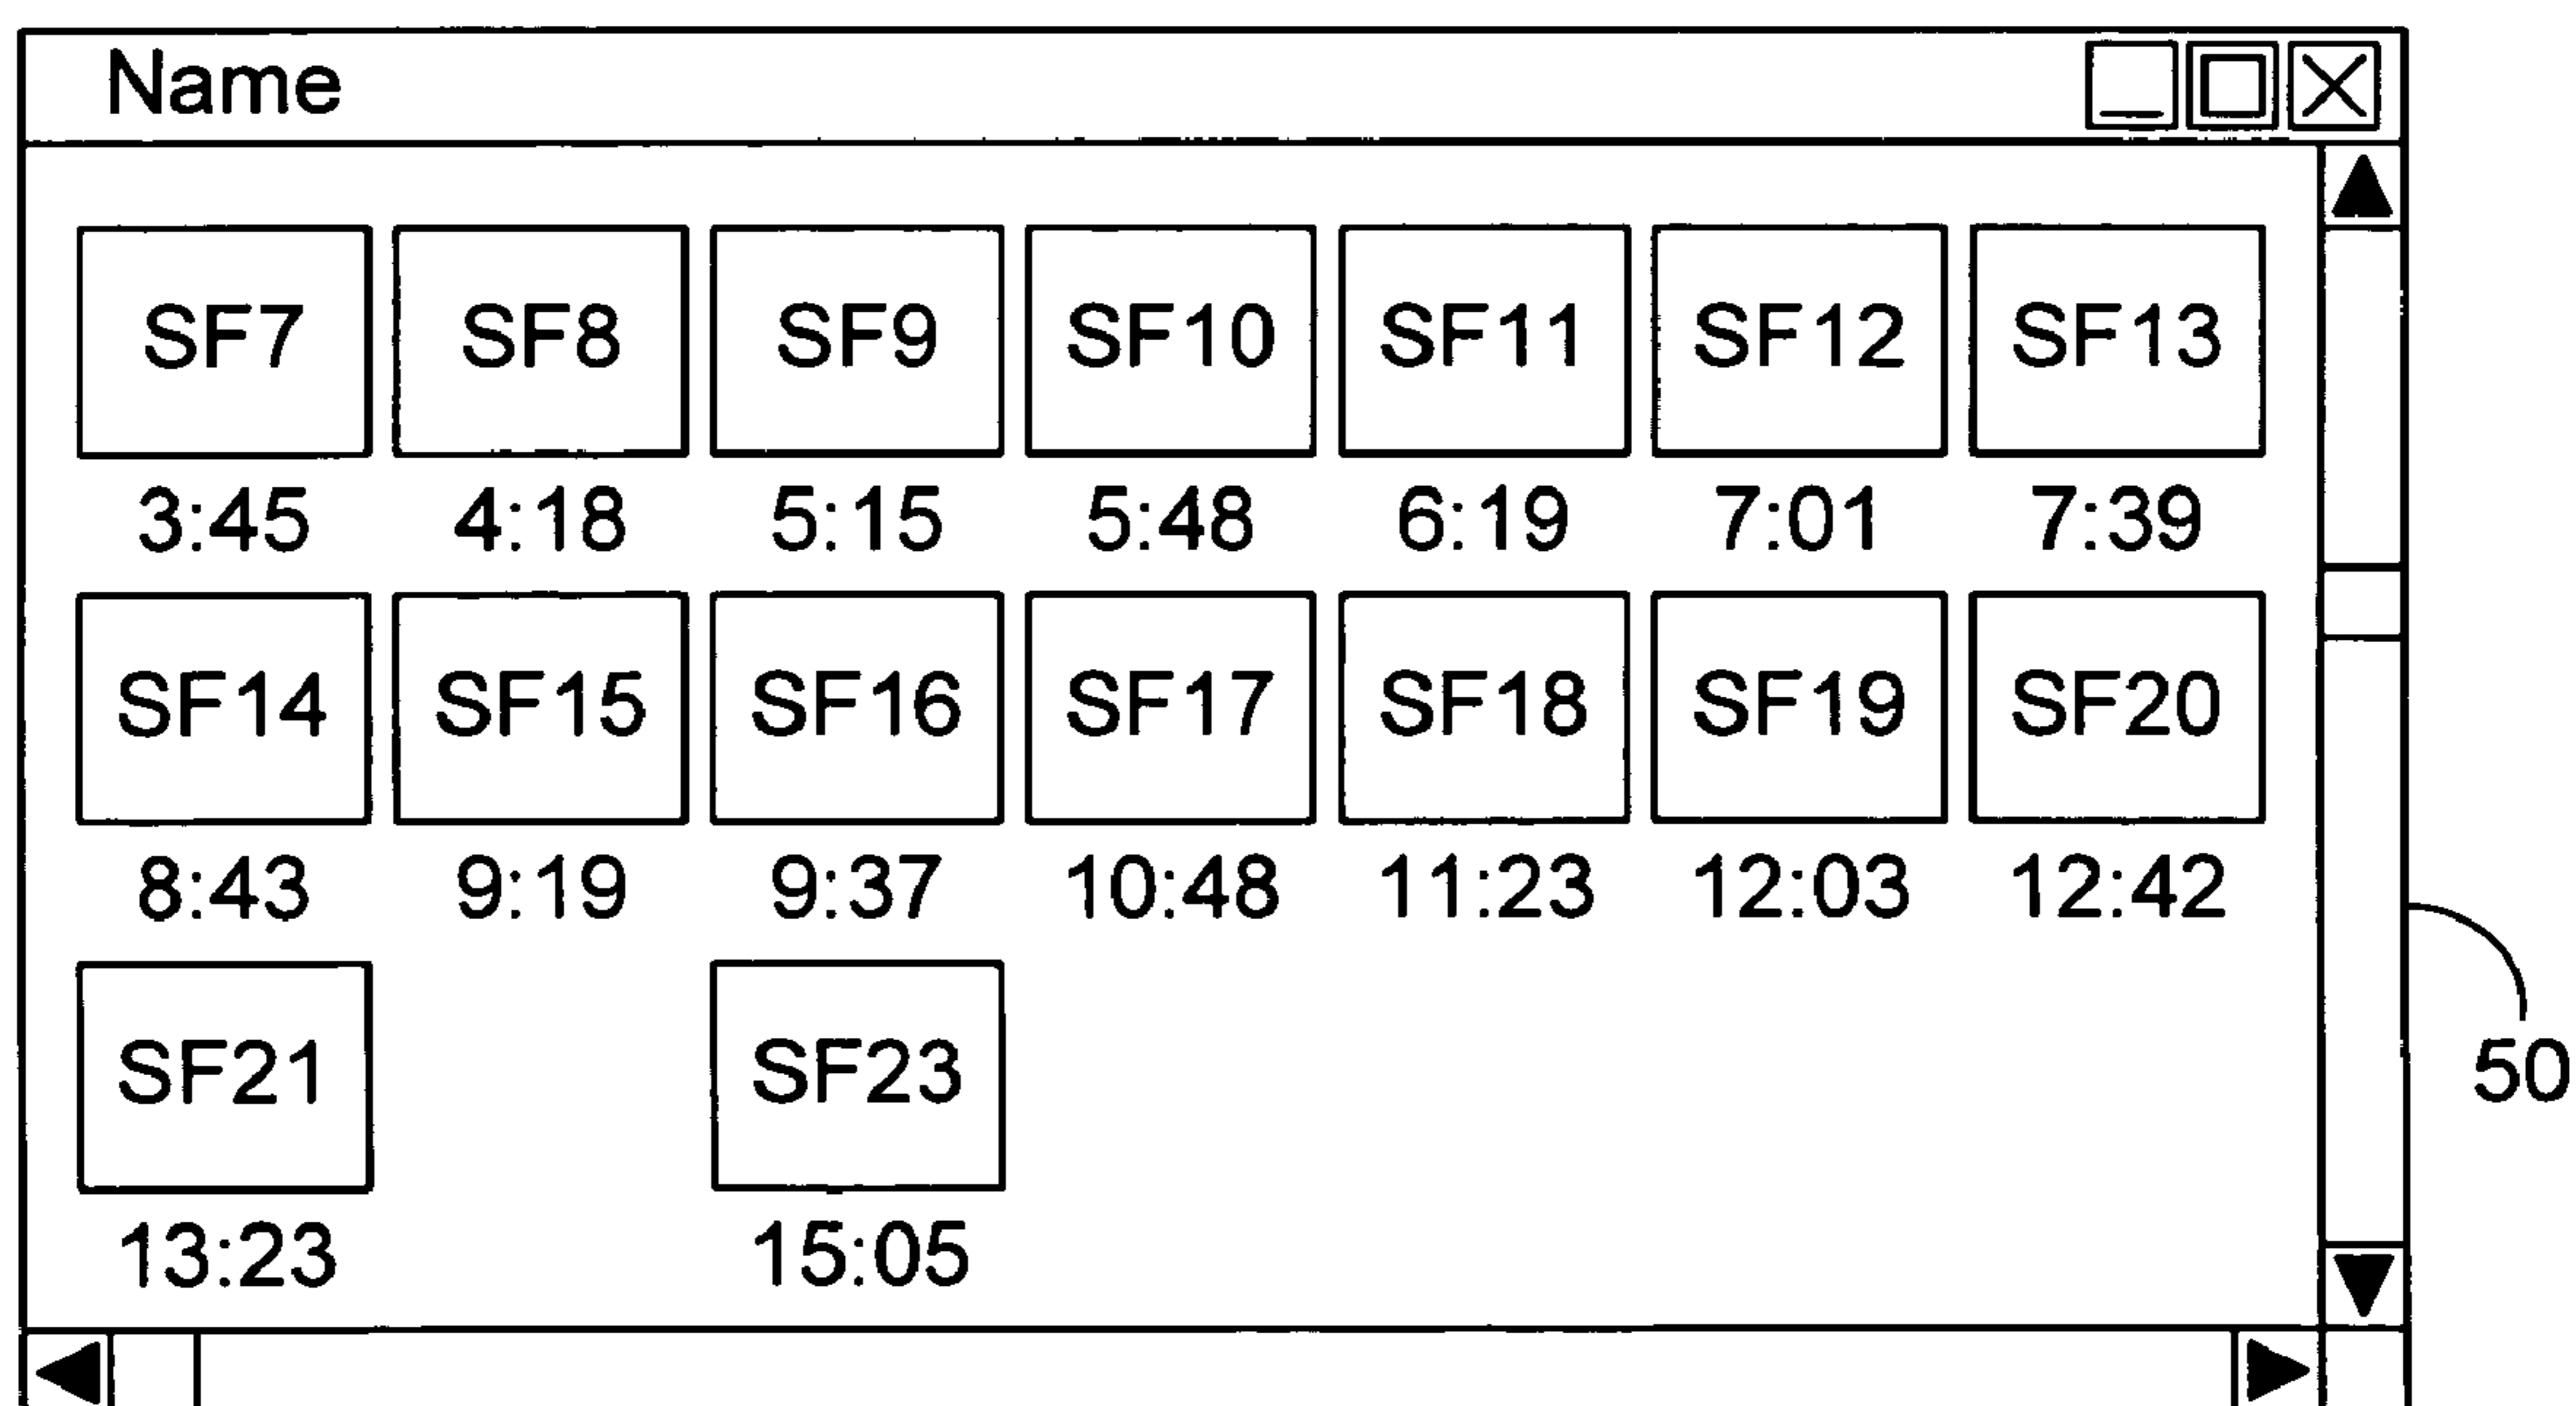 Name
SF7 SF8 SF9 SF10 SF11 SF12 SF13
3:45 4:18 5:15 5:48 6:19 7:01 7:39
SF14 SF15 SF16 SF17 SF18 SF19 SF20
8:43 9:19 9:37 10:48 11:23 12:03 12:42
SF21 SF23
50
13:23 15:05